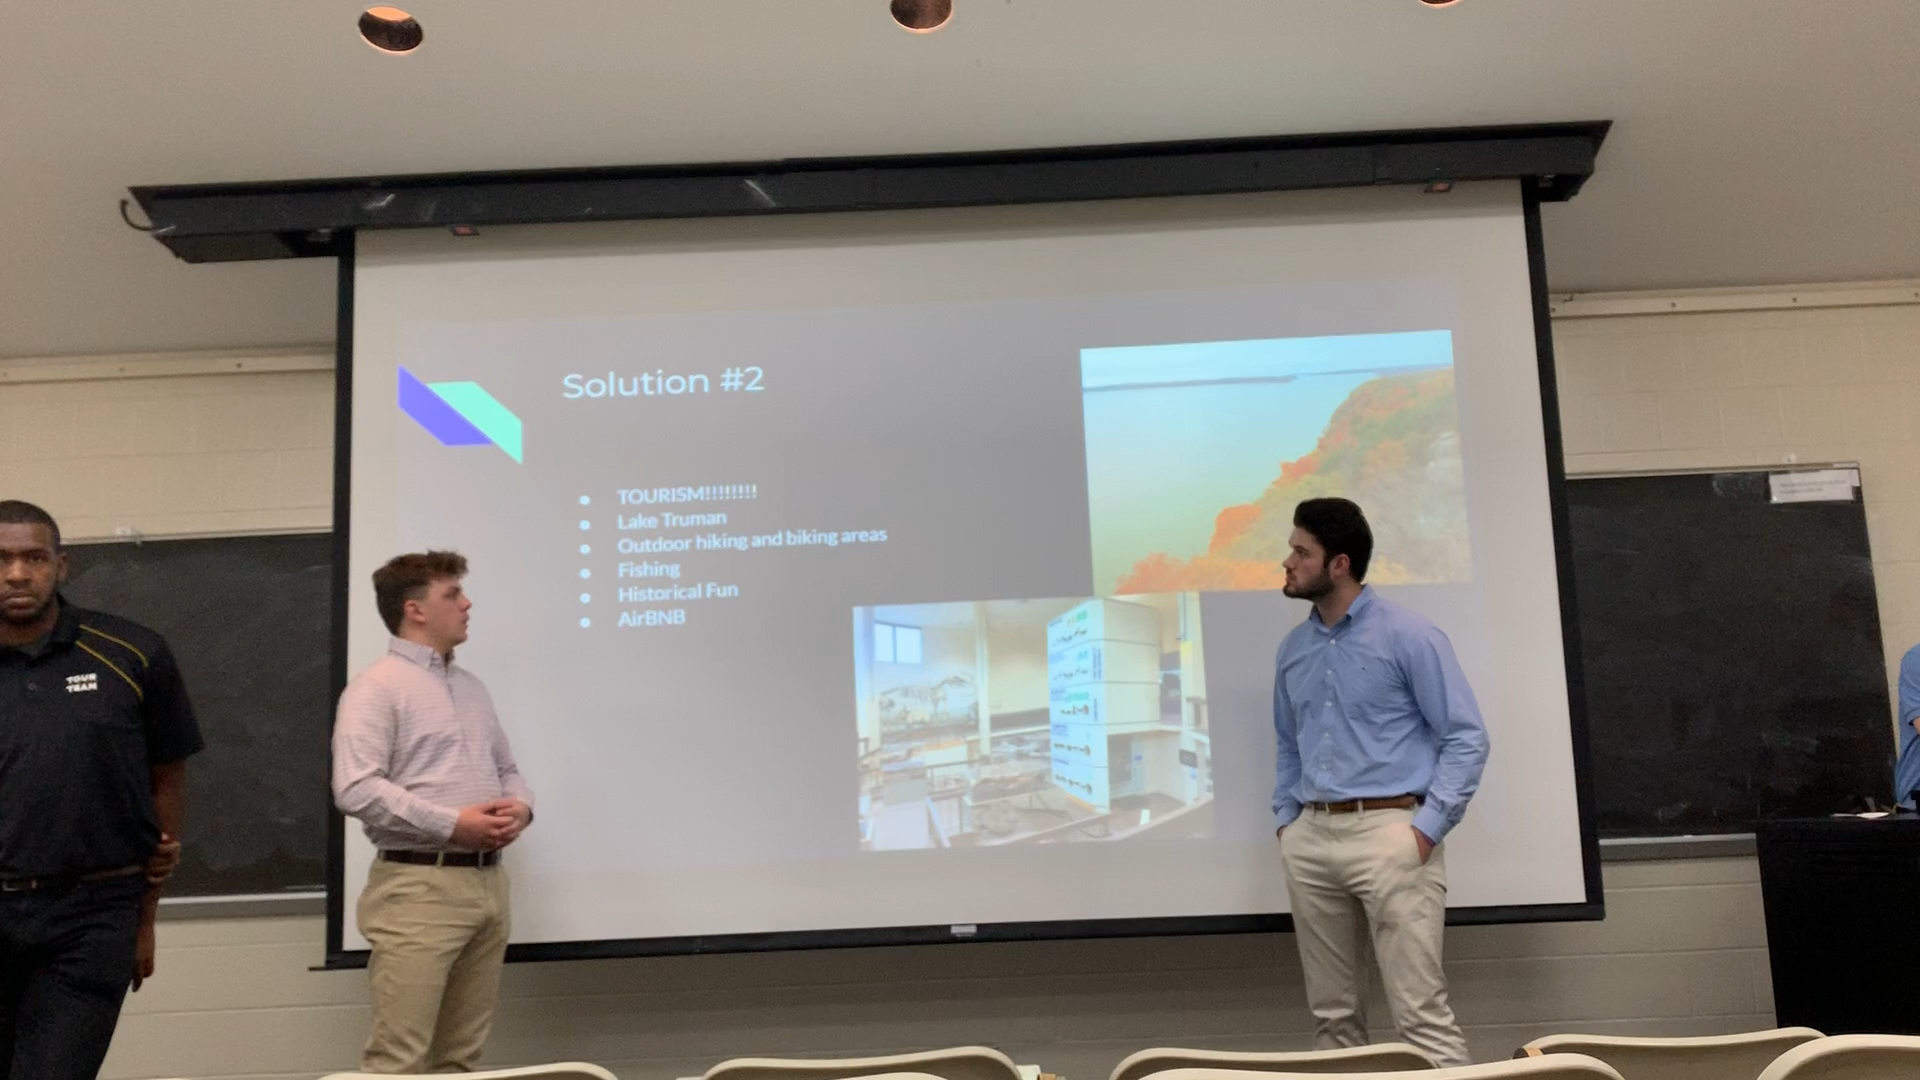 Solution #2
TOURISM!!!!!!!!
Lake Truman
Outdoor hiking and biking areas
Fishing
Historical Fun
AirBNB
TOUR
TEAM